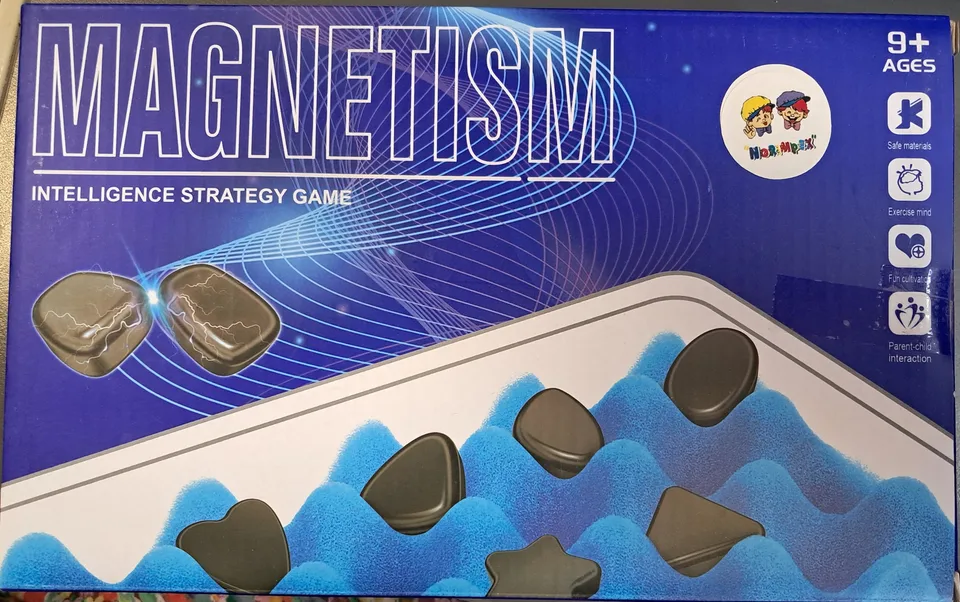 MAGNETISM
INTELLIGENCE STRATEGY GAME
9+
AGES
Safe materials
Exercise mind
Parent-child
interaction